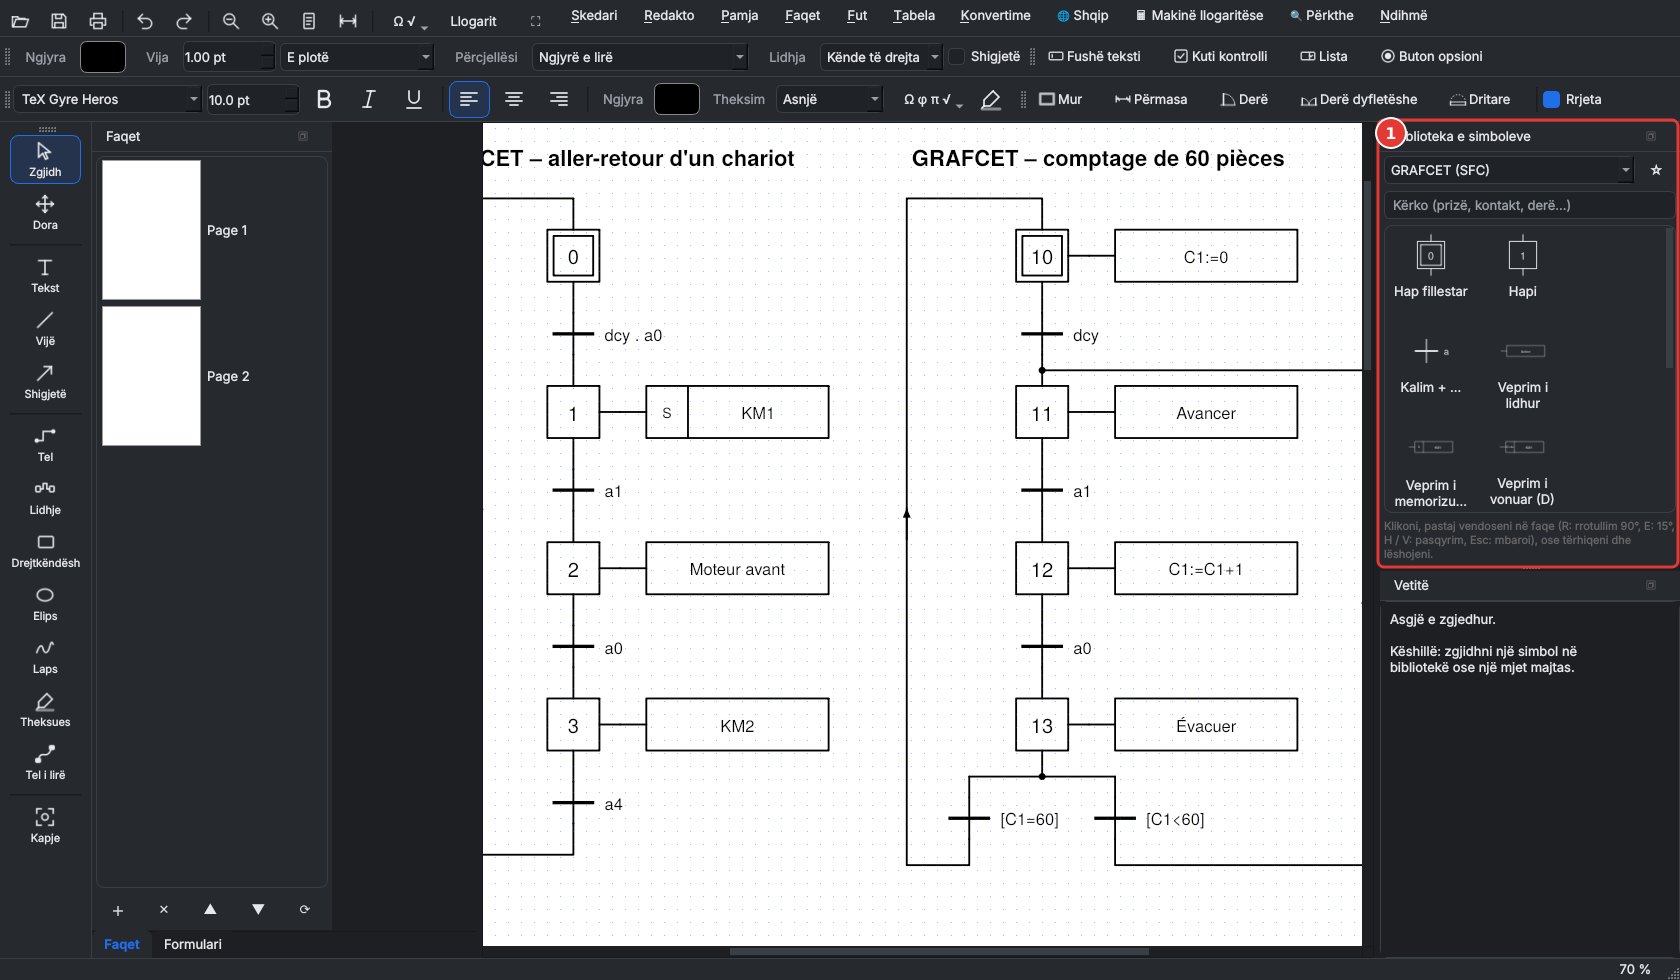 Ω √
Llogarit
Skedari
Redakto
Pamja
Faqet
Fut
Tabela
Konvertime
Shqip
Makinë llogaritëse
Përkthe
Ndihmë
Ngjyra
Vija
1.00 pt
E plotë
Përcjellësi
Ngjyrë e lirë
Lidhja
Kënde të drejta
Shigjetë
Fushë teksti
Kuti kontrolli
Lista
Buton opsioni
TeX Gyre Heros
10.0 pt
B
I
U
Ngjyra
Theksim
Asnjë
Ω φ π √
Mur
Përmasa
Derë
Derë dyfletëshe
Dritare
Rrjeta
Zgjidh
Dora
Tekst
Vijë
Shigjetë
Tel
Lidhje
Drejtkëndësh
Elips
Laps
Theksues
Tel i lirë
Kapje
Faqet
Page 1
Page 2
Faqet
Formulari
CET – aller-retour d'un chariot
0
dcy . a0
1
S
KM1
a1
2
Moteur avant
a0
3
KM2
a4
GRAFCET – comptage de 60 pièces
10
C1:=0
dcy
11
Avancer
a1
12
C1:=C1+1
a0
13
Évacuer
[C1=60]
[C1<60]
1
blioteka e simboleve
GRAFCET (SFC)
Kërko (prizë, kontakt, derë...)
0
Hap fillestar
1
Hapi
a
Kalim + ...
Veprim i
lidhur
Veprim i
memorizu...
Veprim i
vonuar (D)
Klikoni, pastaj vendoseni në faqe (R: rrotullim 90°, E: 15°,
H / V: pasqyrim, Esc: mbaroi), ose tërhiqeni dhe
lëshojeni.
Vetitë
Asgjë e zgjedhur.
Këshillë: zgjidhni një simbol në
bibliotekë ose një mjet majtas.
70 %